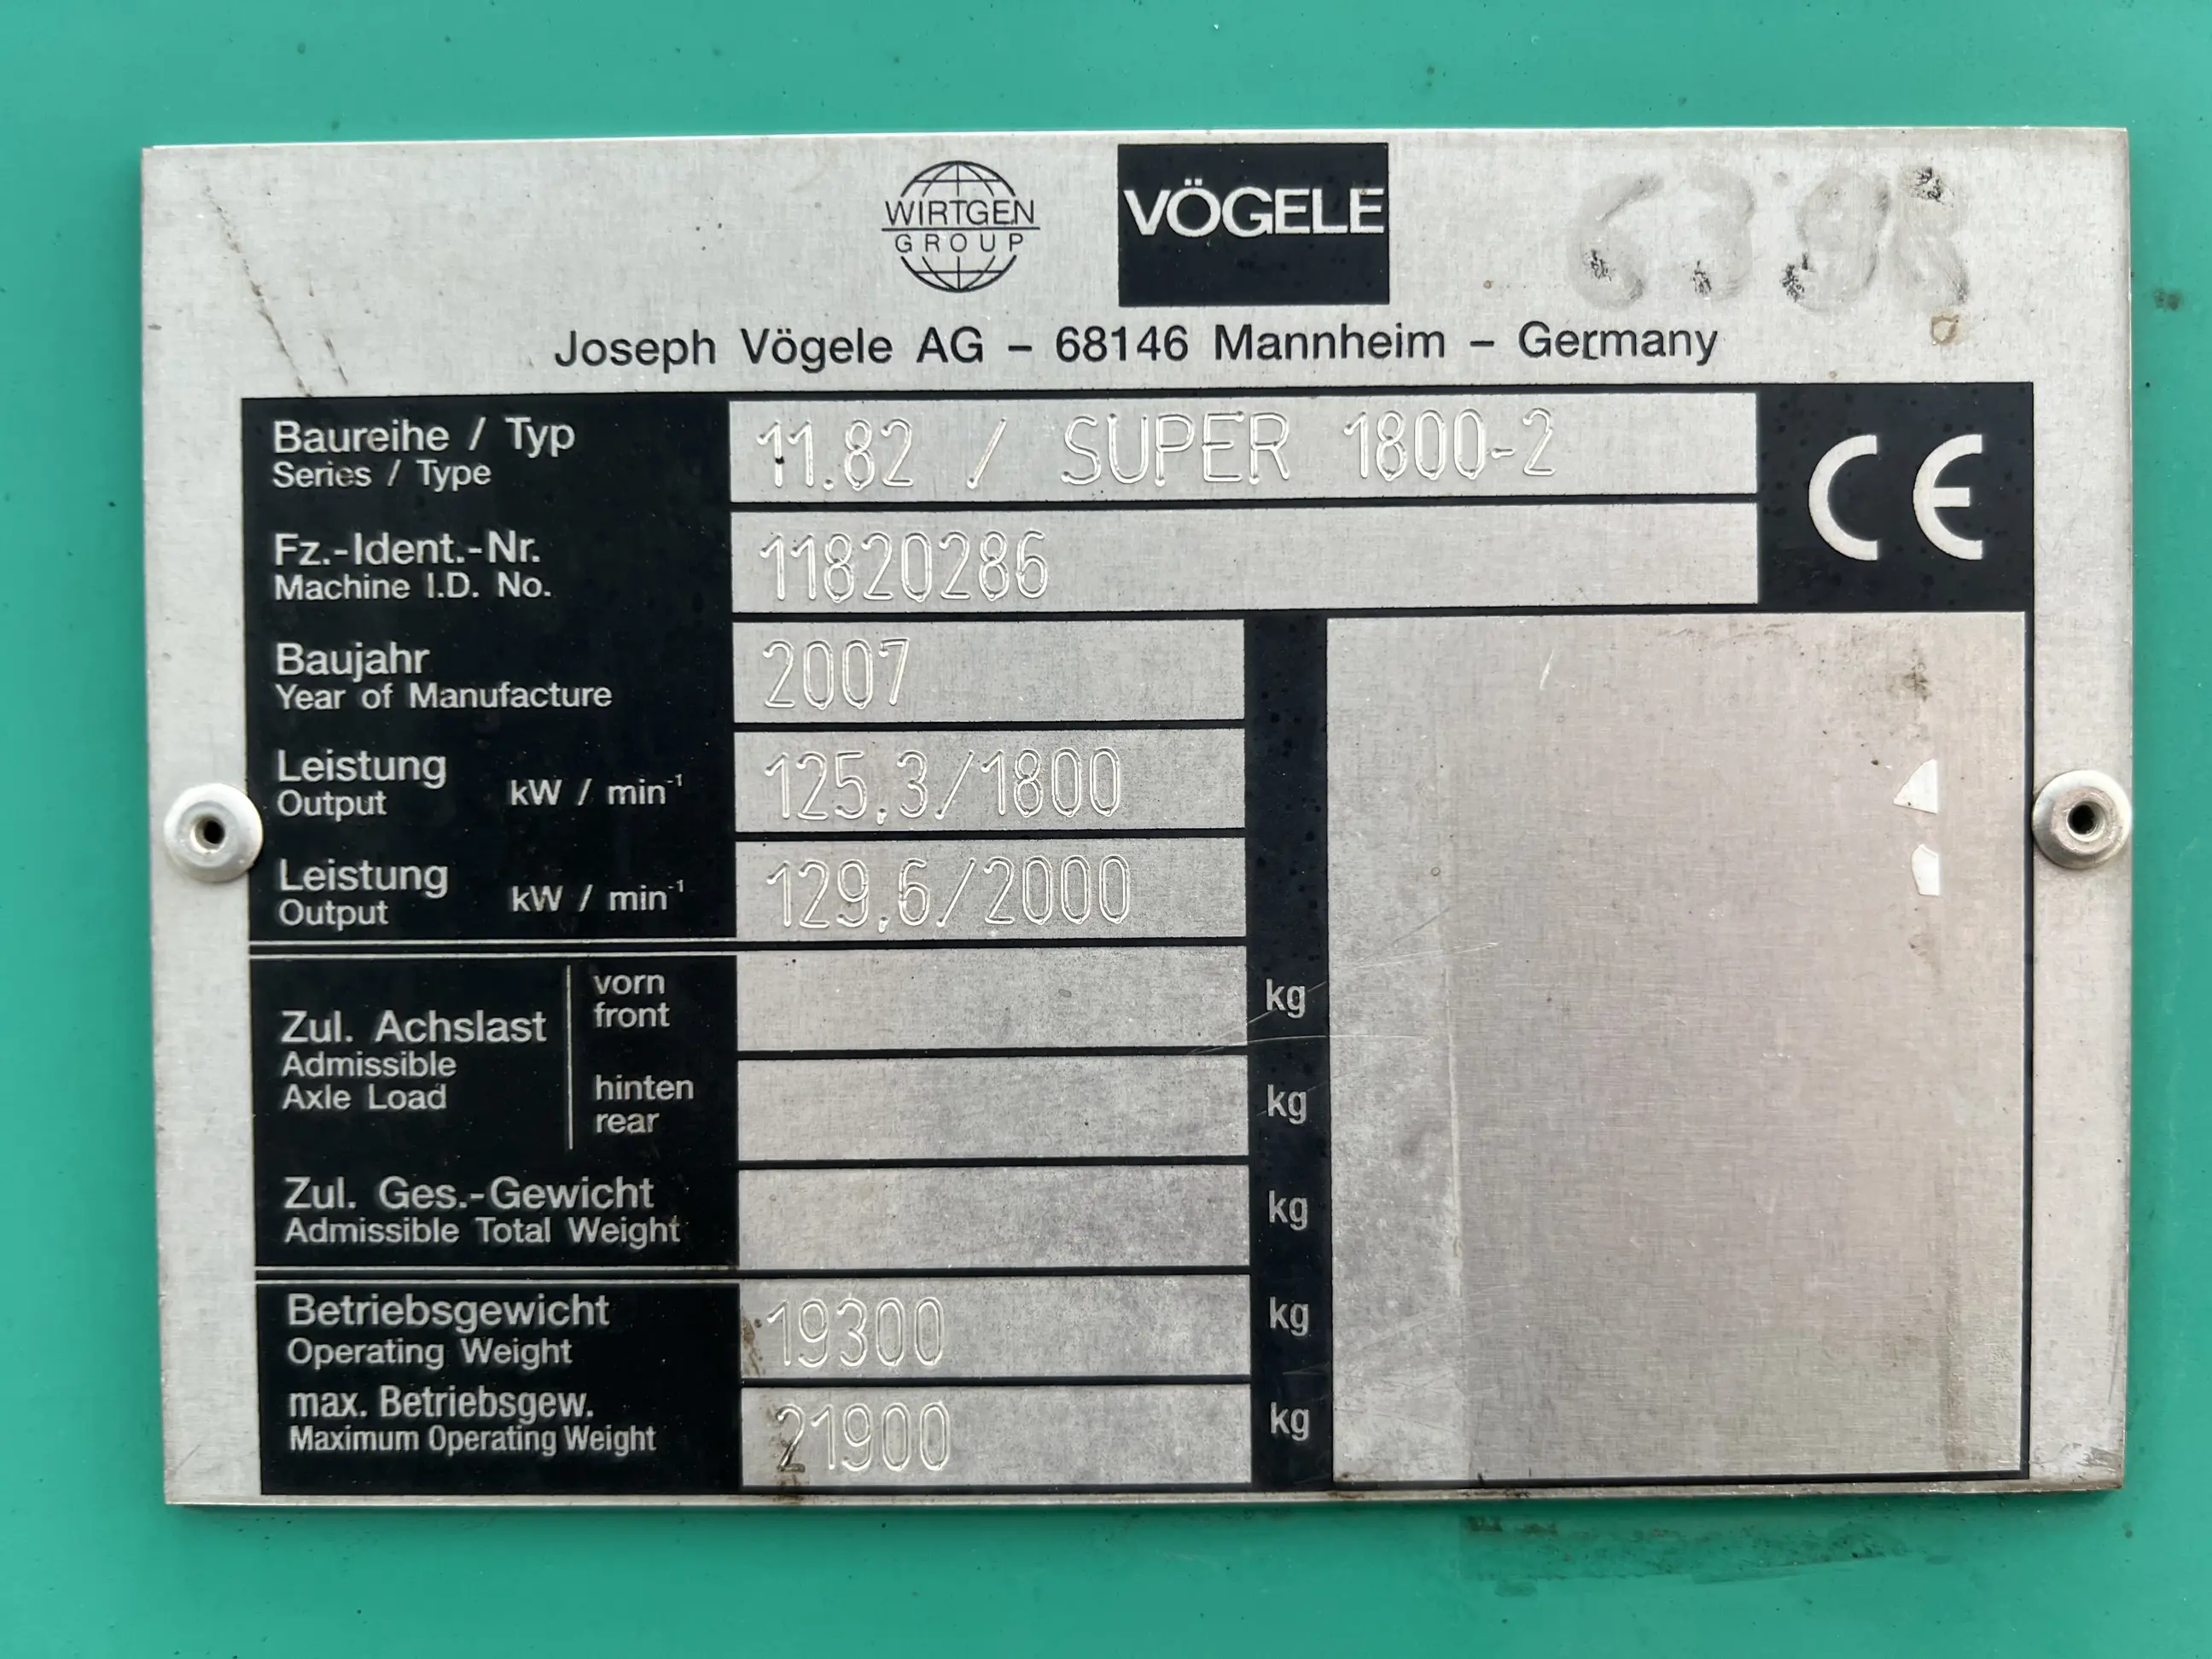 WIRTGEN
GROUP
VÖGELE
Joseph Vögele AG – 68146 Mannheim – Germany
Baureihe / Typ
Series / Type
11.82 / SUPER 1800-2
CE
Fz.-Ident.-Nr.
Machine I.D. No.
11820286
Baujahr
Year of Manufacture
2007
Leistung
Output
kW / min⁻¹
125,3/1800
Leistung
Output
kW / min⁻¹
129,6/2000
Zul. Achslast
Admissible
Axle Load
vorn
front
kg
hinten
rear
kg
Zul. Ges.-Gewicht
Admissible Total Weight
kg
Betriebsgewicht
Operating Weight
19300 kg
max. Betriebsgew.
Maximum Operating Weight
21900 kg